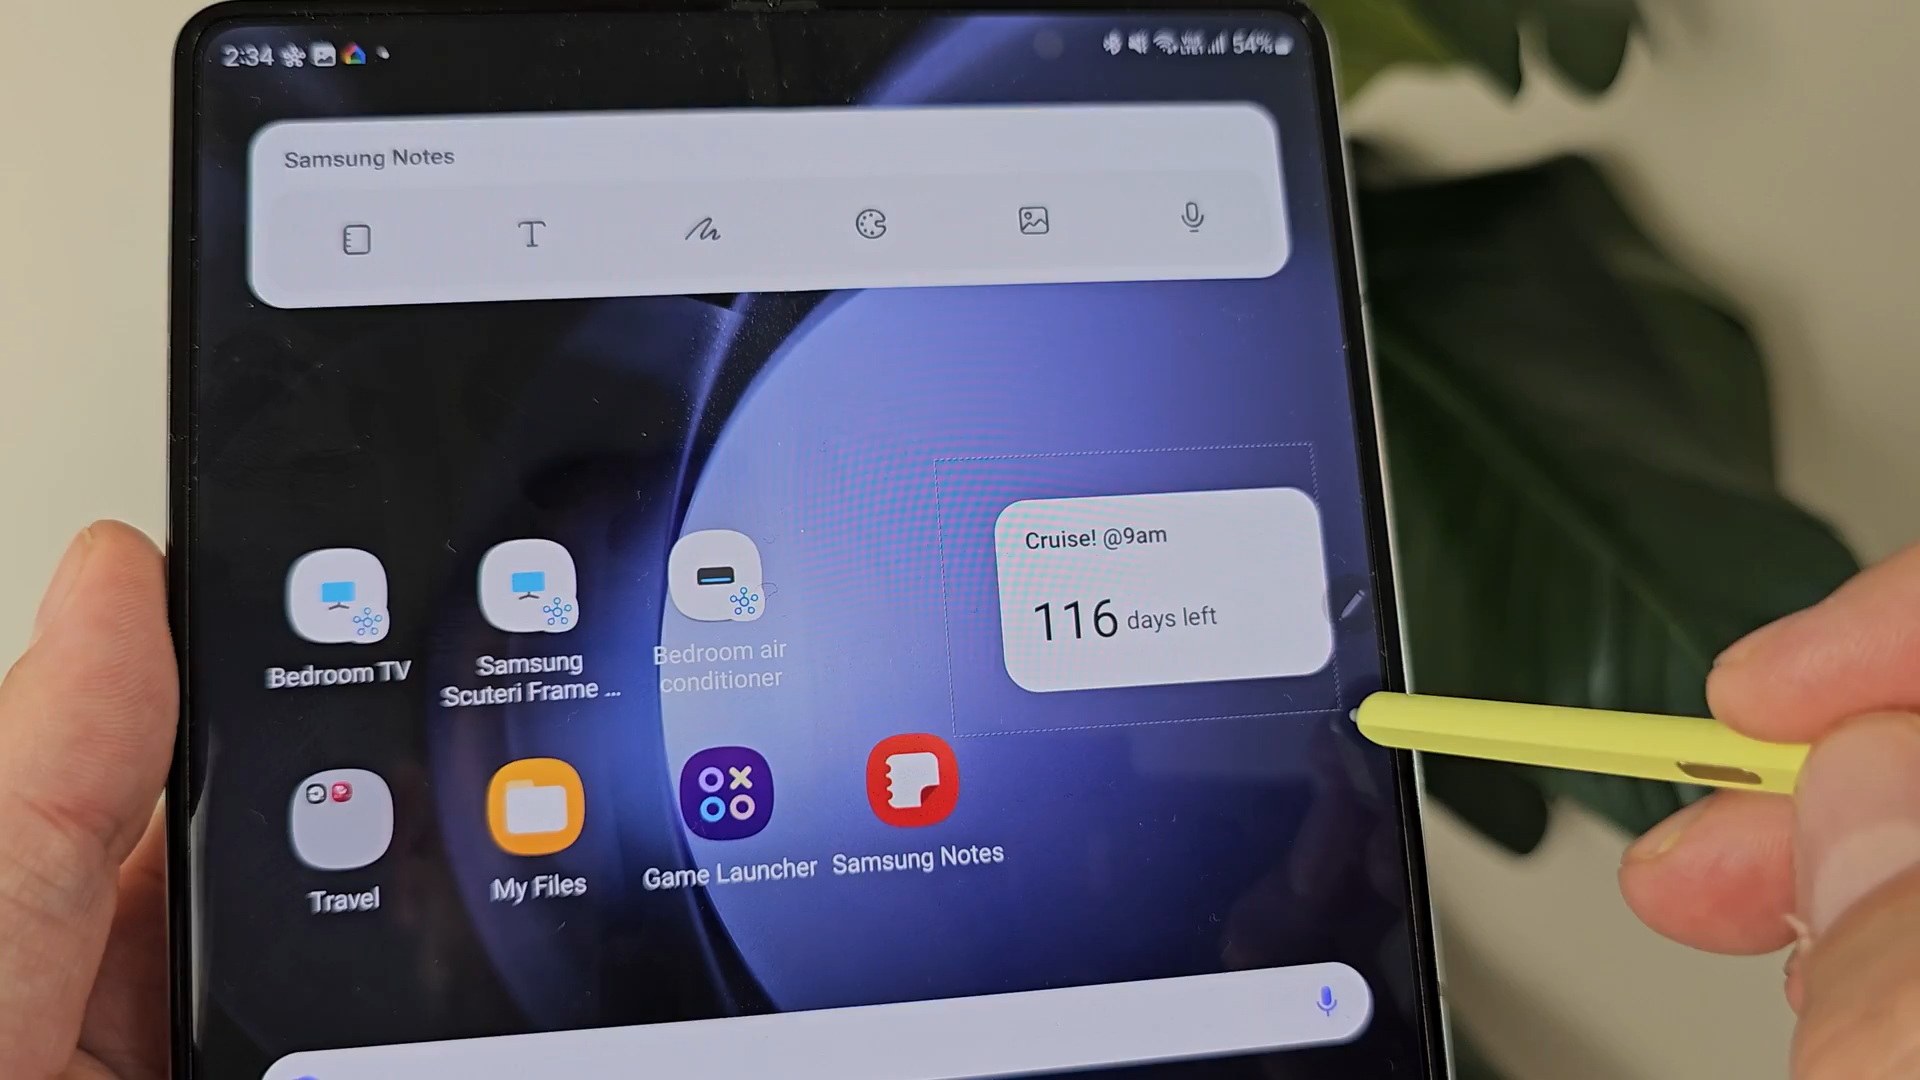 2:34
54%
Samsung Notes
T
Cruise! @9am
116 days left
Bedroom TV
Samsung
Scuteri Frame ...
Bedroom air
conditioner
Travel
My Files
Game Launcher
Samsung Notes